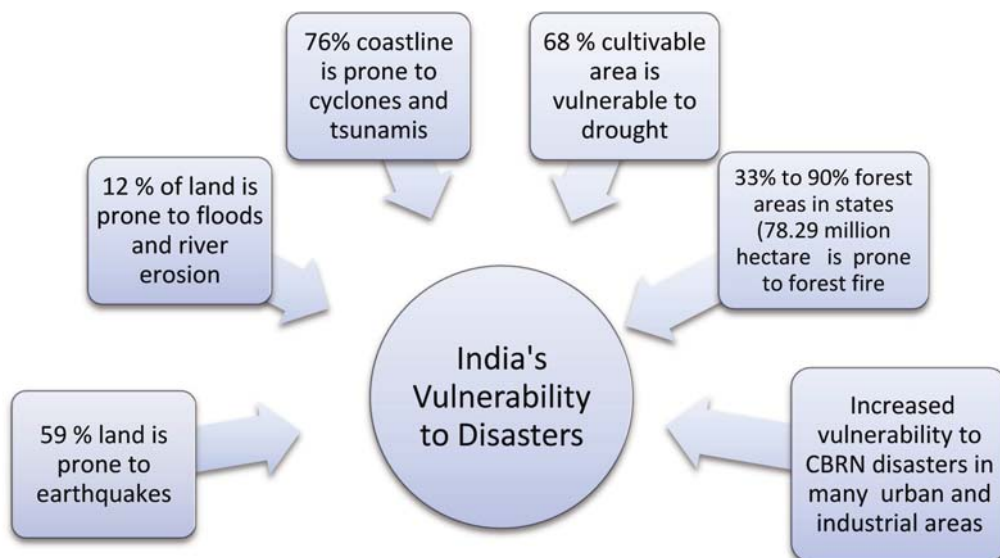 76% coastline
is prone to
cyclones and
tsunamis
68 % cultivable
area is
vulnerable to
drought
12 % of land is
prone to floods
and river
erosion
33% to 90% forest
areas in states
(78.29 million
hectare is prone
to forest fire
India's
Vulnerability
to Disasters
59 % land is
prone to
earthquakes
Increased
vulnerability to
CBRN disasters in
many urban and
industrial areas